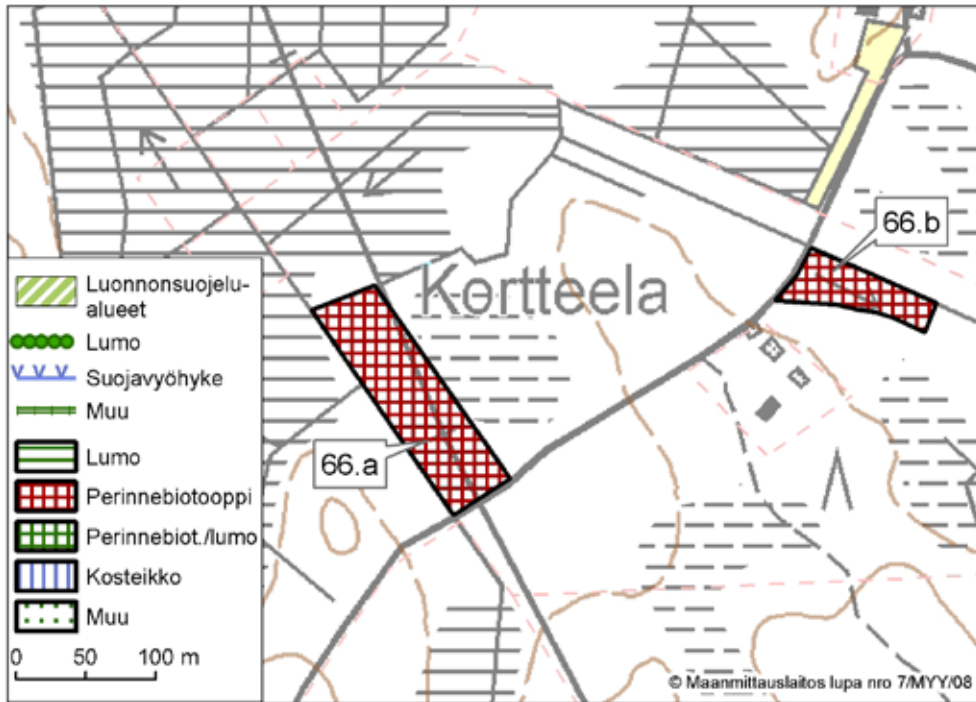 66.b
Kortteela
66.a
Luonnonsuojelu-
alueet
Lumo
Suojavyöhyke
Muu
Lumo
Perinnebiotooppi
Perinnebiot./lumo
Kosteikko
Muu
0 50 100 m
© Maanmittauslaitos lupa nro 7/MYY/08